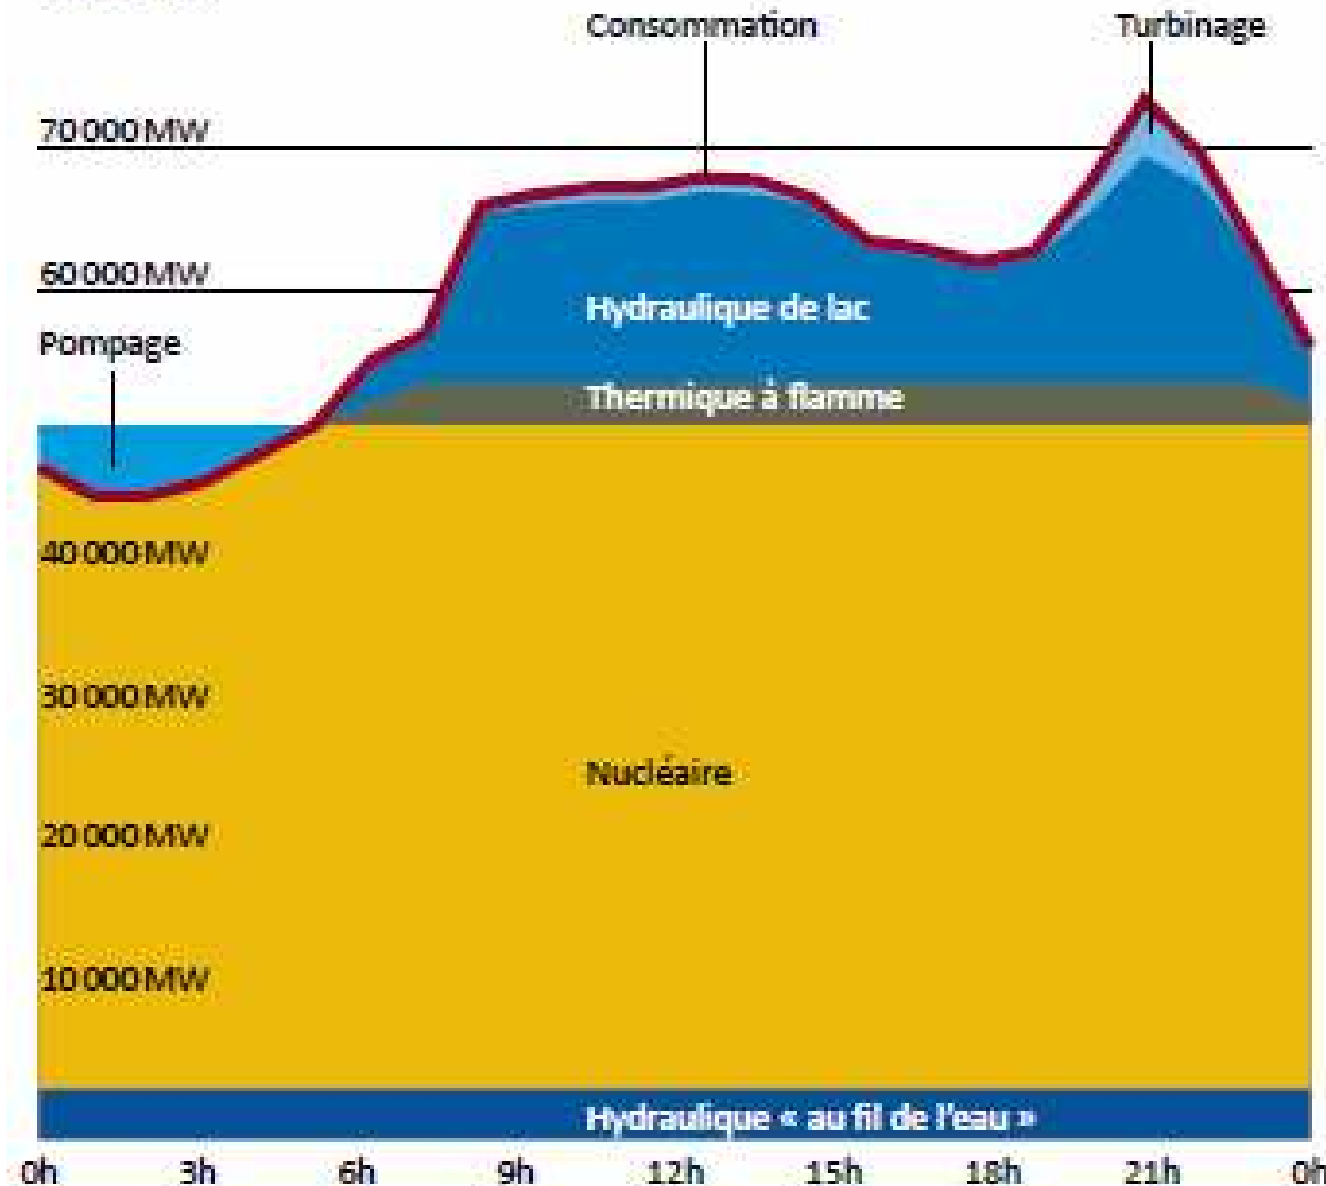 Consommation
Turbinage
70 000 MW
60 000 MW
Pompage
Hydraulique de lac
Thermique à flamme
40 000 MW
30 000 MW
Nucléaire
20 000 MW
10 000 MW
Hydraulique « au fil de l'eau »
0h 3h 6h 9h 12h 15h 18h 21h 0h